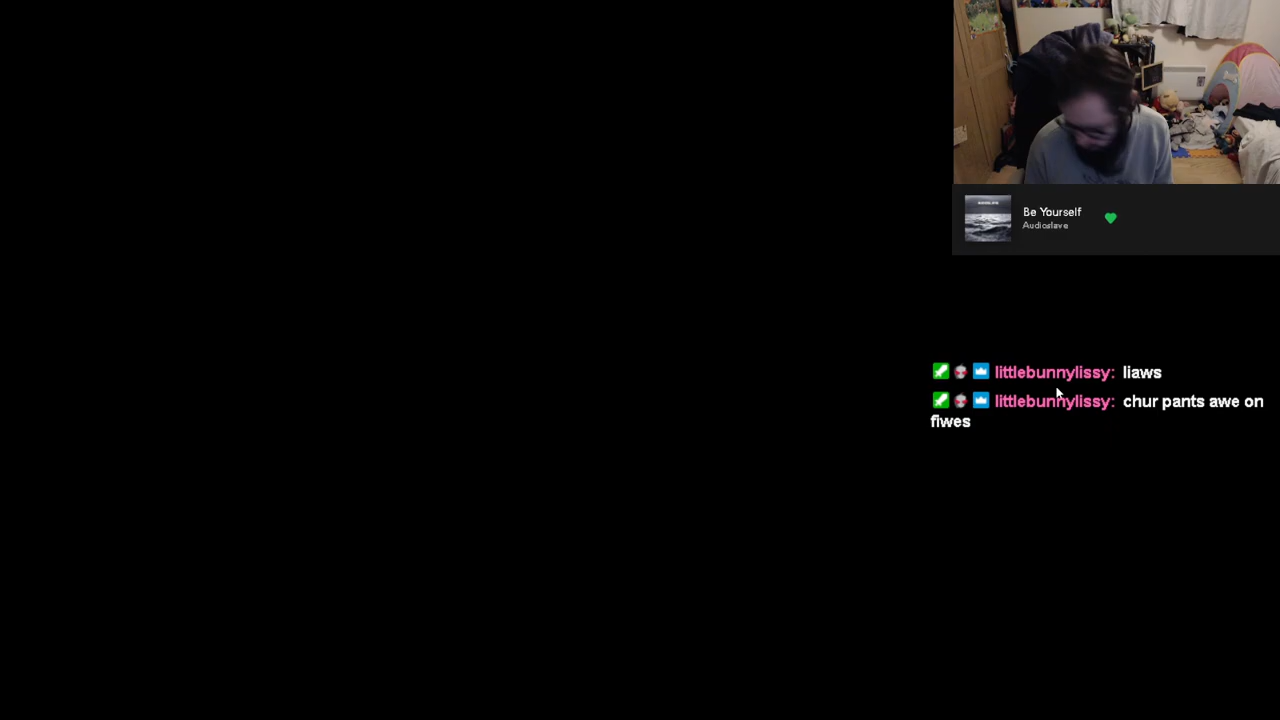 Be Yourself
Audioslave
littlebunnylissy: liaws
littlebunnylissy: chur pants awe on
fiwes